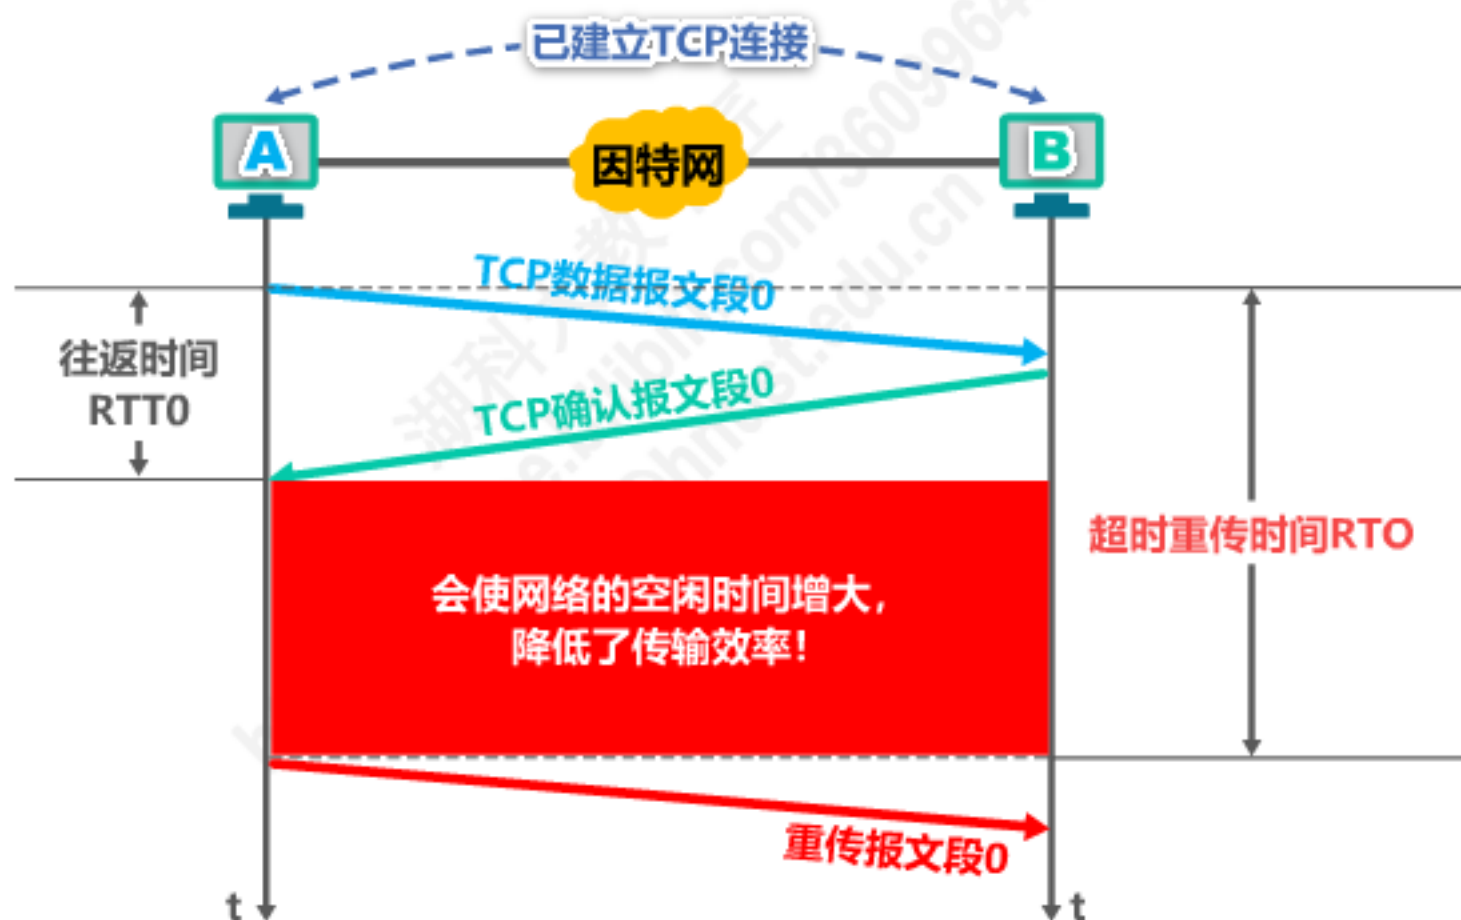 已建立TCP连接
A
因特网
B
TCP数据报文段0
往返时间
RTT0
TCP确认报文段0
超时重传时间RTO
会使网络的空闲时间增大，
降低了传输效率！
重传报文段0
t
t